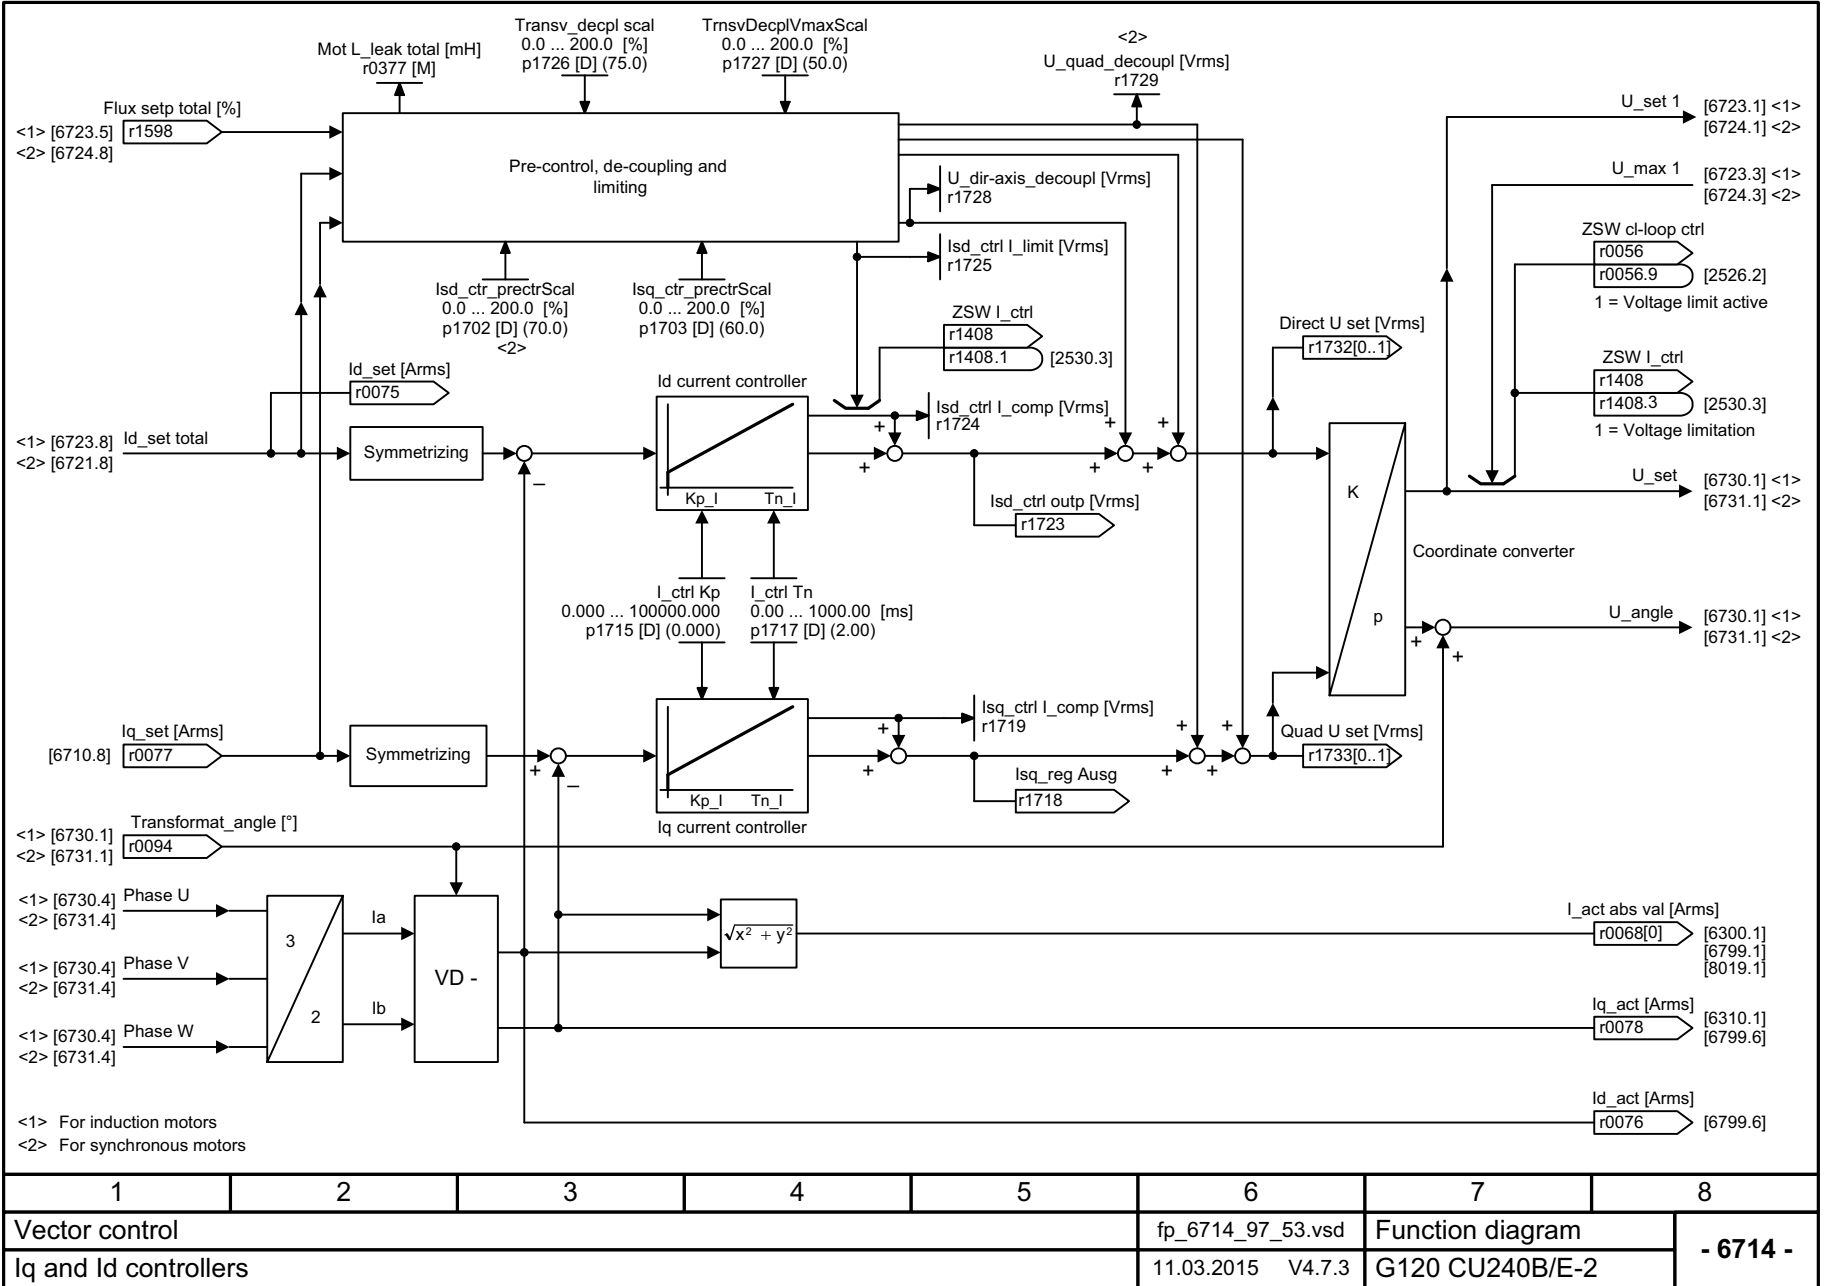 Mot L_leak total [mH]
r0377 [M]
Transv_decpl scal
0.0 ... 200.0 [%]
p1726 [D] (75.0)
TrnsvDecplVmaxScal
0.0 ... 200.0 [%]
p1727 [D] (50.0)
<2>
U_quad_decoupl [Vrms]
r1729
Flux setp total [%]
<1> [6723.5]
r1598
<2> [6724.8]
Pre-control, de-coupling and
limiting
U_dir-axis_decoupl [Vrms]
r1728
Isd_ctrl I_limit [Vrms]
r1725
U_set 1
[6723.1] <1>
[6724.1] <2>
U_max 1
[6723.3] <1>
[6724.3] <2>
ZSW cl-loop ctrl
r0056
r0056.9
[2526.2]
1 = Voltage limit active
Isd_ctr_prectrScal
0.0 ... 200.0 [%]
p1702 [D] (70.0)
<2>
Isq_ctr_prectrScal
0.0 ... 200.0 [%]
p1703 [D] (60.0)
ZSW I_ctrl
r1408
r1408.1
[2530.3]
Direct U set [Vrms]
r1732[0..1]
ZSW I_ctrl
r1408
r1408.3
[2530.3]
1 = Voltage limitation
Id_set [Arms]
r0075
Id current controller
Isd_ctrl I_comp [Vrms]
r1724
<1> [6723.8]
<2> [6721.8]
Id_set total
Symmetrizing
–
Kp_I
Tn_I
+
+
+
+
+
+
Isd_ctrl outp [Vrms]
r1723
K
p
U_set
[6730.1] <1>
[6731.1] <2>
Coordinate converter
I_ctrl Kp
0.000 ... 100000.000
p1715 [D] (0.000)
I_ctrl Tn
0.00 ... 1000.00 [ms]
p1717 [D] (2.00)
U_angle
[6730.1] <1>
[6731.1] <2>
+
+
Iq_set [Arms]
[6710.8]
r0077
Symmetrizing
+
–
Kp_I
Tn_I
Iq current controller
+
+
Isq_ctrl I_comp [Vrms]
r1719
Isq_reg Ausg
r1718
+
+
+
+
Quad U set [Vrms]
r1733[0..1]
Transformat_angle [°]
<1> [6730.1]
<2> [6731.1]
r0094
<1> [6730.4]
<2> [6731.4]
Phase U
<1> [6730.4]
<2> [6731.4]
Phase V
<1> [6730.4]
<2> [6731.4]
Phase W
3
2
Ia
Ib
VD -
√x² + y²
I_act abs val [Arms]
r0068[0]
[6300.1]
[6799.1]
[8019.1]
Iq_act [Arms]
r0078
[6310.1]
[6799.6]
Id_act [Arms]
r0076
[6799.6]
<1> For induction motors
<2> For synchronous motors
1 2 3 4 5 6 7 8
Vector control
fp_6714_97_53.vsd
Function diagram
- 6714 -
Iq and Id controllers
11.03.2015 V4.7.3
G120 CU240B/E-2